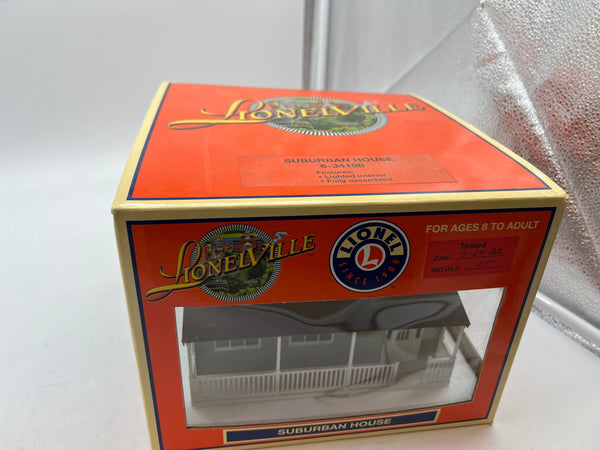 LIONELVILLE
SUBURBAN HOUSE
6-34108
Features:
• Lighted interior
• Fully assembled
LIONELVILLE
LIONEL
L
SINCE 1900
®
FOR AGES 8 TO ADULT
Tested
DATE:
INITIALS:
SUBURBAN HOUSE